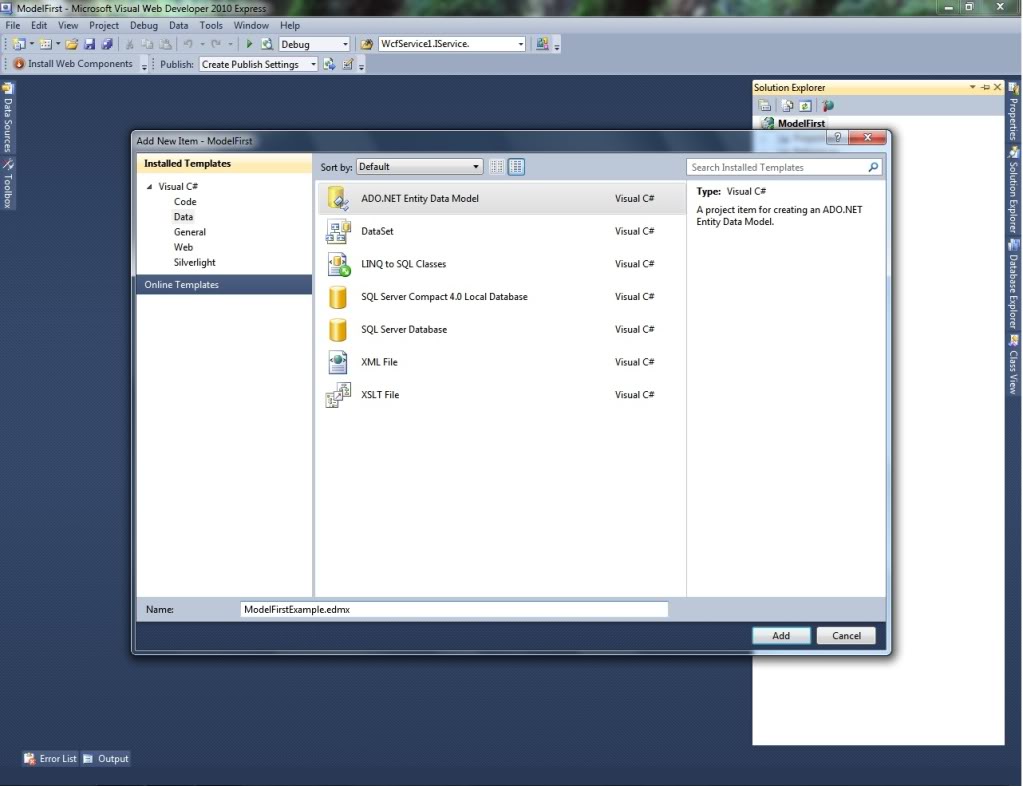 ModelFirst - Microsoft Visual Web Developer 2010 Express
File Edit View Project Debug Data Tools Window Help
Debug WcfService1.IService.
Install Web Components Publish: Create Publish Settings
Data Sources
Toolbox
Solution Explorer
ModelFirst
Properties
Solution Explorer
Database Explorer
Class View
Add New Item - ModelFirst
Installed Templates
Visual C#
Code
Data
General
Web
Silverlight
Online Templates
Sort by: Default
Search Installed Templates
ADO.NET Entity Data Model Visual C#
DataSet Visual C#
LINQ to SQL Classes Visual C#
SQL Server Compact 4.0 Local Database Visual C#
SQL Server Database Visual C#
XML File Visual C#
XSLT File Visual C#
Type: Visual C#
A project item for creating an ADO.NET
Entity Data Model.
Name: ModelFirstExample.edmx
Add Cancel
Error List Output